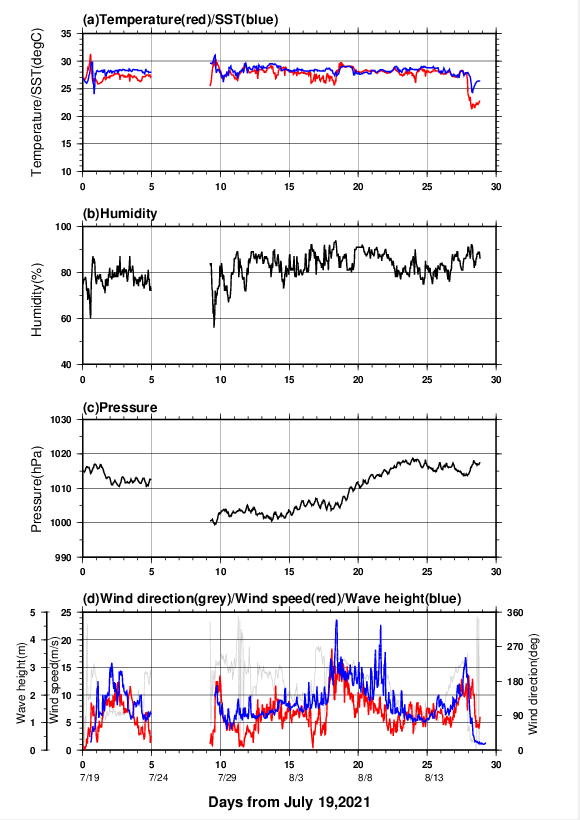 (a)Temperature(red)/SST(blue)
Temperature/SST(degC)
35
30
25
20
15
10
0 5 10 15 20 25 30
(b)Humidity
Humidity(%)
100
80
60
40
0 5 10 15 20 25 30
(c)Pressure
Pressure(hPa)
1030
1020
1010
1000
990
0 5 10 15 20 25 30
(d)Wind direction(grey)/Wind speed(red)/Wave height(blue)
Wave height(m)
Wind speed(m/s)
Wind direction(deg)
5 25 360
4 20 270
3 15 180
2 10
1 5 90
0 0 0
0 5 10 15 20 25 30
7/19 7/24 7/29 8/3 8/8 8/13
Days from July 19,2021